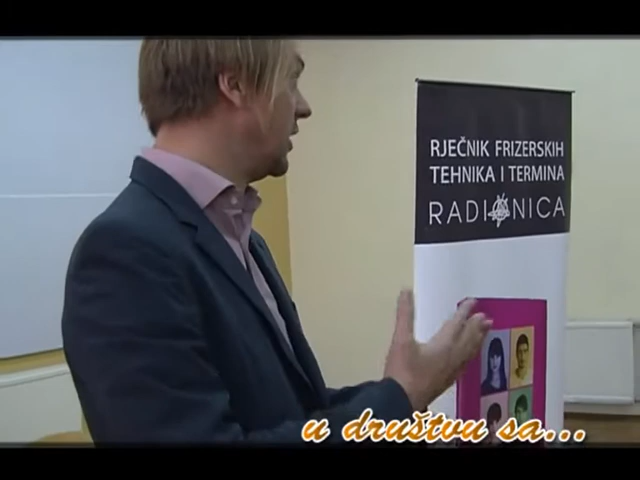 RJEČNIK FRIZERSKIH
TEHNIKA I TERMINA
RADIONICA
u društvu sa...